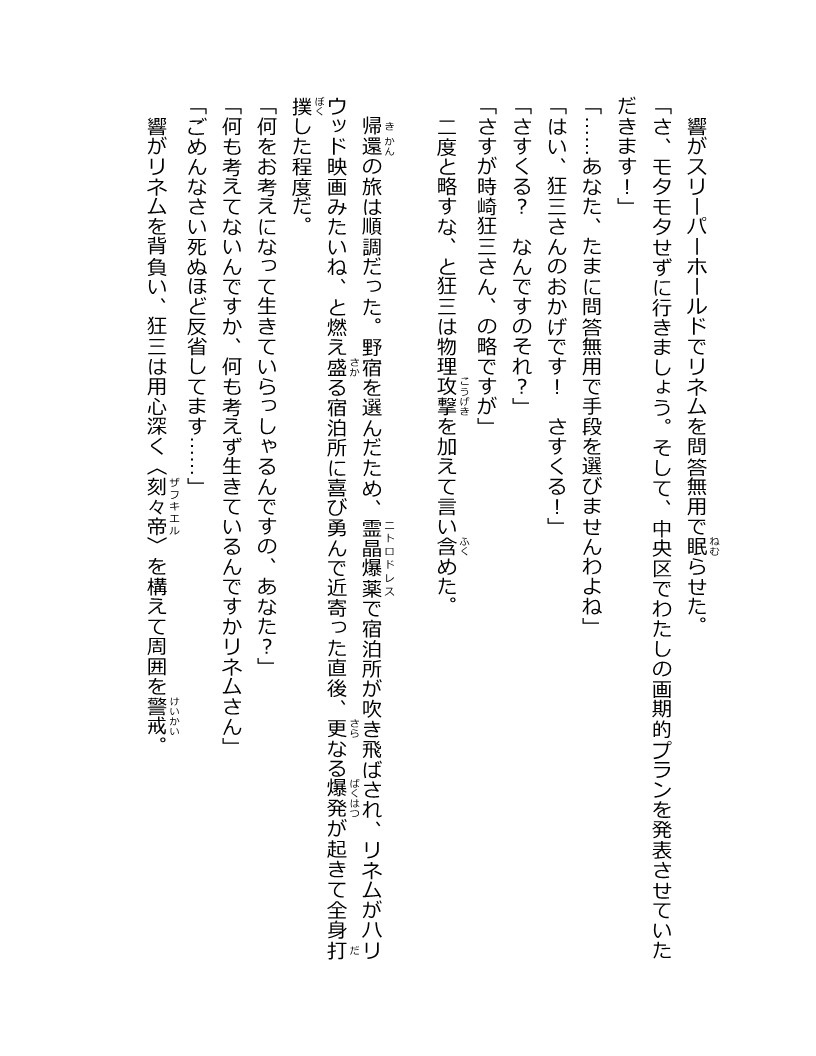 響がスリーパーホールドでリネムを問答無用で眠らせた。
「さ、モタモタせずに行きましょう。そして、中央区でわたしの画期的プランを発表させていた
だきます！」
「……あなた、たまに問答無用で手段を選びませんわよね」
「はい、狂三さんのおかげです！　さすくる！」
「さすくる？　なんですのそれ？」
「さすが時崎狂三さん、の略ですが」
二度と略すな、と狂三は物理攻撃を加えて言い含めた。
帰還の旅は順調だった。野宿を選んだため、霊晶爆薬で宿泊所が吹き飛ばされ、リネムがハリ
ウッド映画みたいね、と燃え盛る宿泊所に喜び勇んで近寄った直後、更なる爆発が起きて全身打
撲した程度だ。
「何をお考えになって生きていらっしゃるんですの、あなた？」
「何も考えてないんですか、何も考えず生きているんですかリネムさん」
「ごめんなさい死ぬほど反省してます……」
響がリネムを背負い、狂三は用心深く〈刻々帝〉を構えて周囲を警戒。